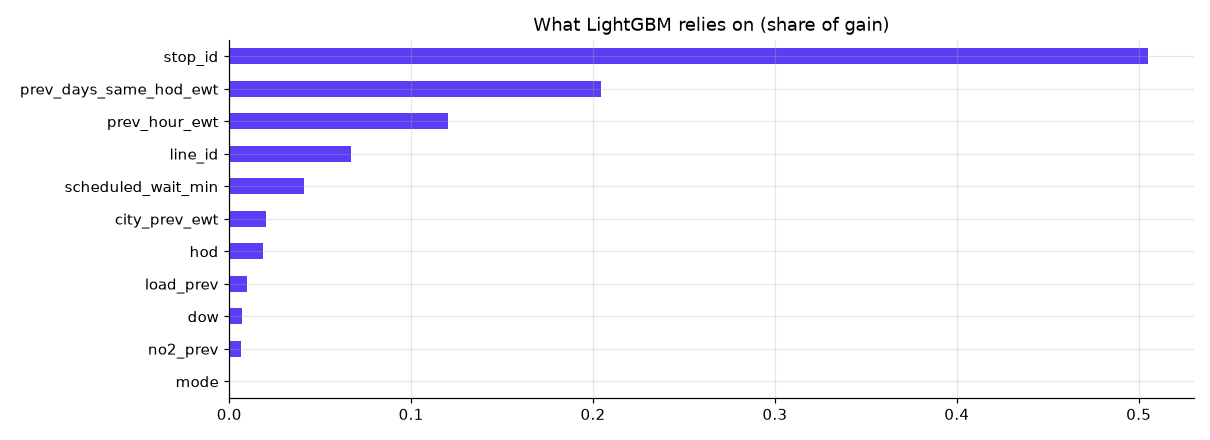 What LightGBM relies on (share of gain)
stop_id
prev_days_same_hod_ewt
prev_hour_ewt
line_id
scheduled_wait_min
city_prev_ewt
hod
load_prev
dow
no2_prev
mode
0.0 0.1 0.2 0.3 0.4 0.5